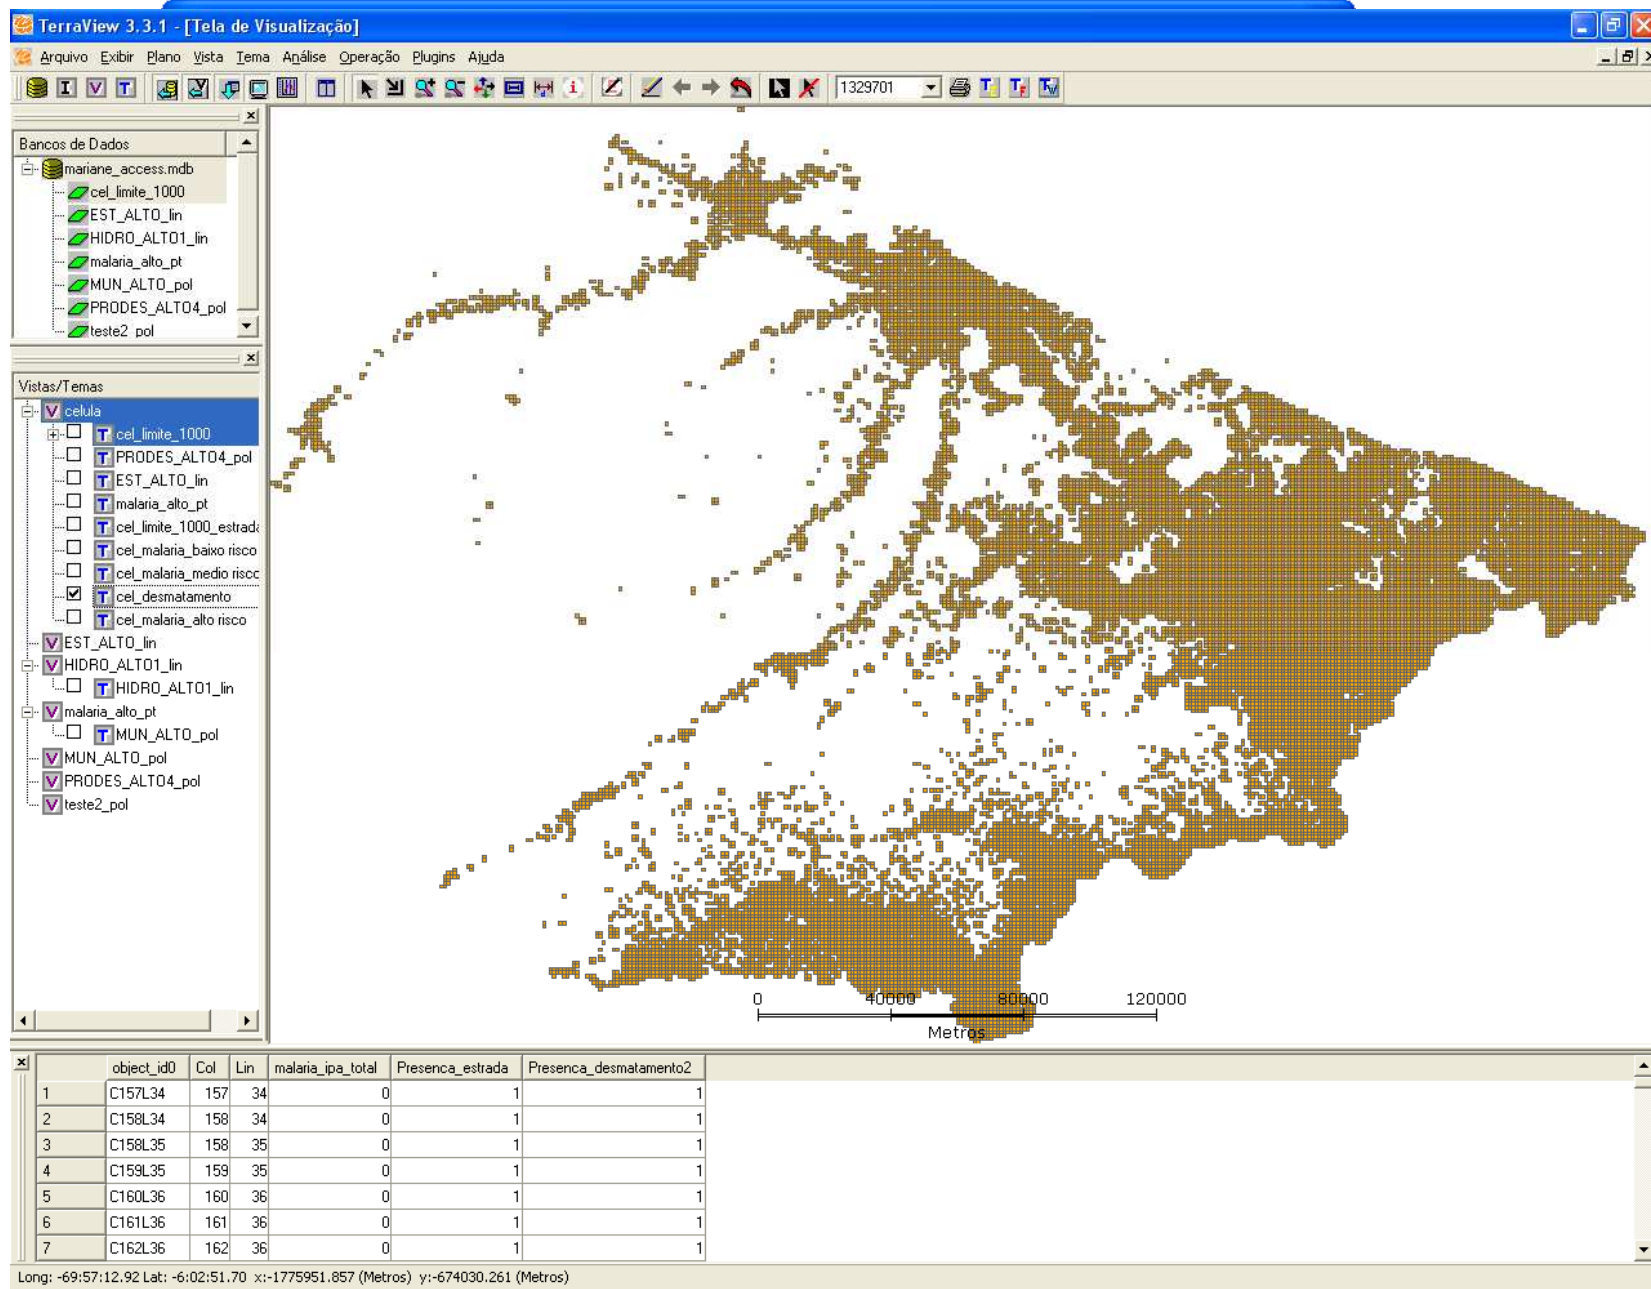 TerraView 3.3.1 - [Tela de Visualização]
Arquivo Exibir Plano Vista Tema Análise Operação Plugins Ajuda
1329701
Bancos de Dados
mariane_access.mdb
cel_limite_1000
EST_ALTO_lin
HIDRO_ALTO1_lin
malaria_alto_pt
MUN_ALTO_pol
PRODES_ALTO4_pol
teste2_pol
Vistas/Temas
celula
cel_limite_1000
PRODES_ALTO4_pol
EST_ALTO_lin
malaria_alto_pt
cel_limite_1000_estrada
cel_malaria_baixo risco
cel_malaria_medio risco
cel_desmatamento
cel_malaria_alto risco
EST_ALTO_lin
HIDRO_ALTO1_lin
HIDRO_ALTO1_lin
malaria_alto_pt
MUN_ALTO_pol
MUN_ALTO_pol
PRODES_ALTO4_pol
teste2_pol
0 40000 80000 120000
Metros
object_id0 Col Lin malaria_ipa_total Presenca_estrada Presenca_desmatamento2
1 C157L34 157 34 0 1 1
2 C158L34 158 34 0 1 1
3 C158L35 158 35 0 1 1
4 C159L35 159 35 0 1 1
5 C160L36 160 36 0 1 1
6 C161L36 161 36 0 1 1
7 C162L36 162 36 0 1 1
Long: -69:57:12.92 Lat: -6:02:51.70 x:-1775951.857 (Metros) y:-674030.261 (Metros)